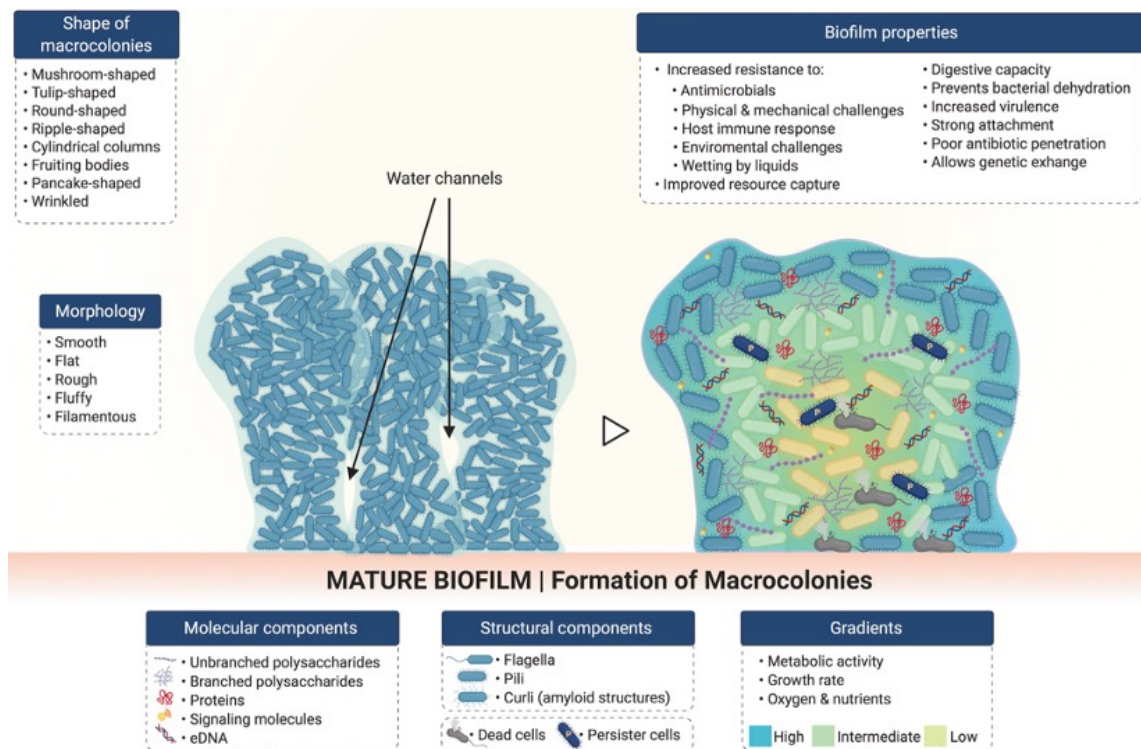 Shape of
macrocolonies
• Mushroom-shaped
• Tulip-shaped
• Round-shaped
• Ripple-shaped
• Cylindrical columns
• Fruiting bodies
• Pancake-shaped
• Wrinkled
Biofilm properties
• Increased resistance to:
• Antimicrobials
• Physical & mechanical challenges
• Host immune response
• Enviromental challenges
• Wetting by liquids
• Improved resource capture
• Digestive capacity
• Prevents bacterial dehydration
• Increased virulence
• Strong attachment
• Poor antibiotic penetration
• Allows genetic exhange
Water channels
Morphology
• Smooth
• Flat
• Rough
• Fluffy
• Filamentous
P
P
P
P
MATURE BIOFILM | Formation of Macrocolonies
Molecular components
• Unbranched polysaccharides
• Branched polysaccharides
• Proteins
• Signaling molecules
• eDNA
Structural components
• Flagella
• Pili
• Curli (amyloid structures)
• Dead cells
P • Persister cells
Gradients
• Metabolic activity
• Growth rate
• Oxygen & nutrients
High
Intermediate
Low